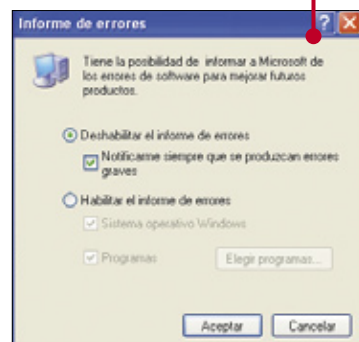 Informe de errores
Tiene la posibilidad de informar a Microsoft de
los errores de software para mejorar futuros
productos.
Deshabilitar el informe de errores
Notificarme siempre que se produzcan errores
graves
Habilitar el informe de errores
Sistema operativo Windows
Programas
Elegir programas...
Aceptar
Cancelar